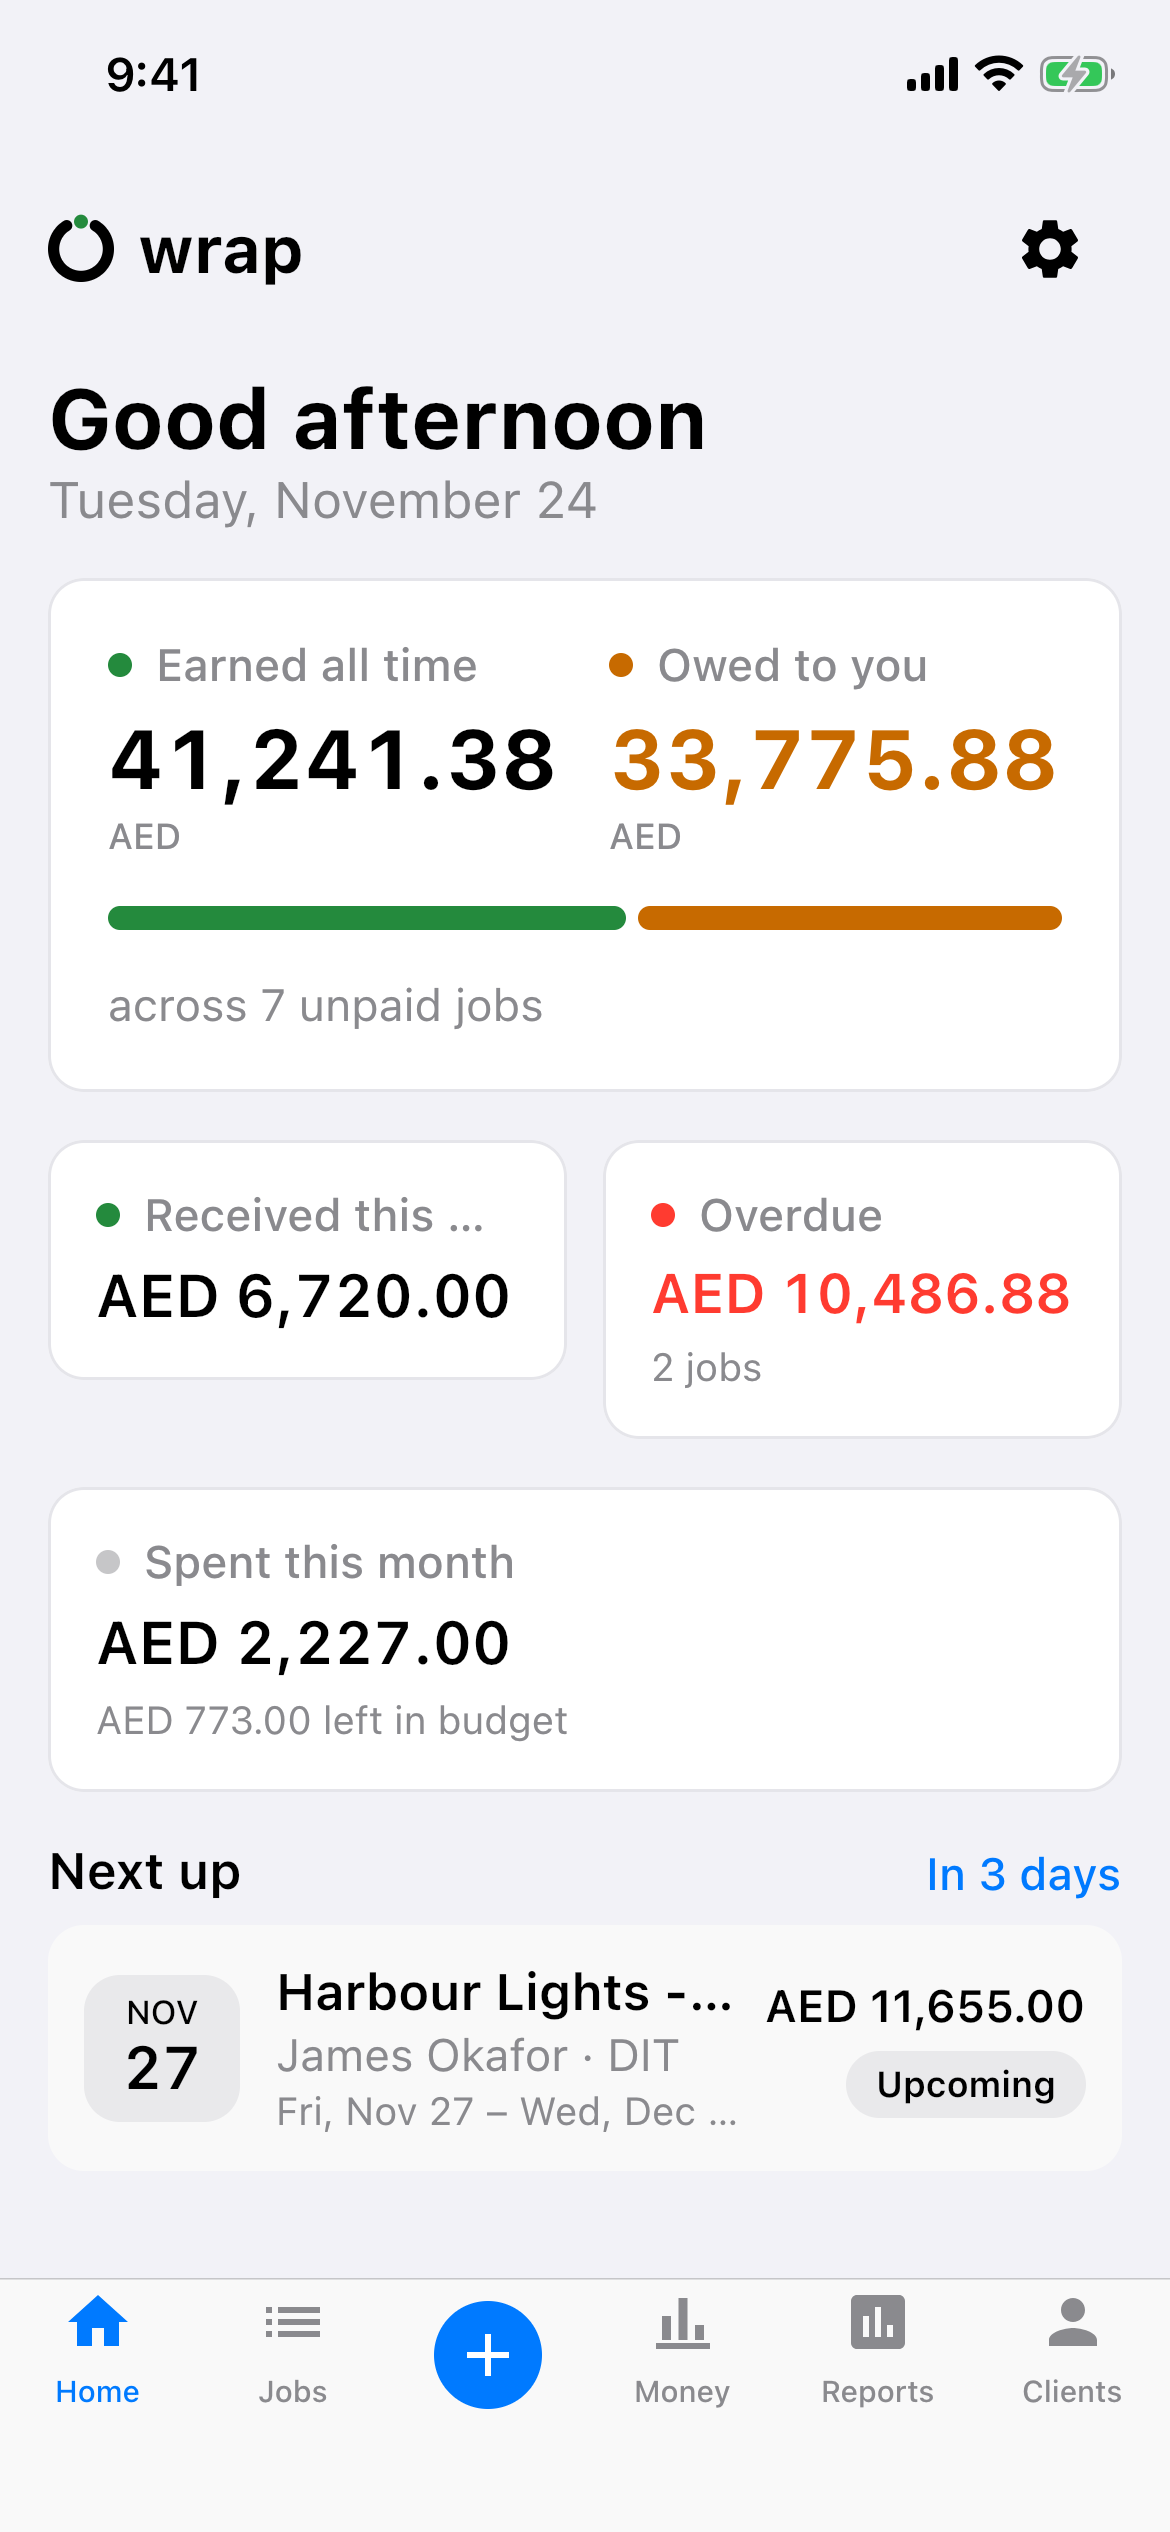 9:41
wrap
Good afternoon
Tuesday, November 24
Earned all time
41,241.38
AED
Owed to you
33,775.88
AED
across 7 unpaid jobs
Received this ...
AED 6,720.00
Overdue
AED 10,486.88
2 jobs
Spent this month
AED 2,227.00
AED 773.00 left in budget
Next up
In 3 days
NOV
27
Harbour Lights -...
James Okafor · DIT
Fri, Nov 27 – Wed, Dec ...
AED 11,655.00
Upcoming
Home
Jobs
Money
Reports
Clients